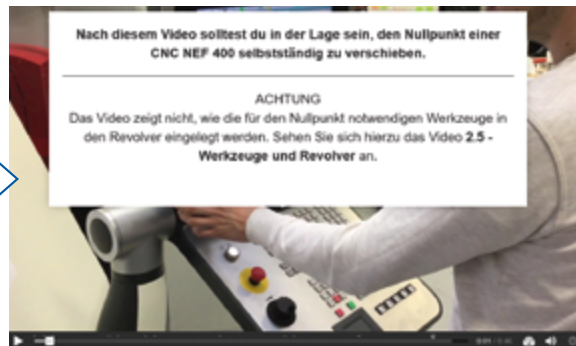 Nach diesem Video solltest du in der Lage sein, den Nullpunkt einer
CNC NEF 400 selbstständig zu verschieben.
ACHTUNG
Das Video zeigt nicht, wie die für den Nullpunkt notwendigen Werkzeuge in
den Revolver eingelegt werden. Sehen Sie sich hierzu das Video 2.5 -
Werkzeuge und Revolver an.